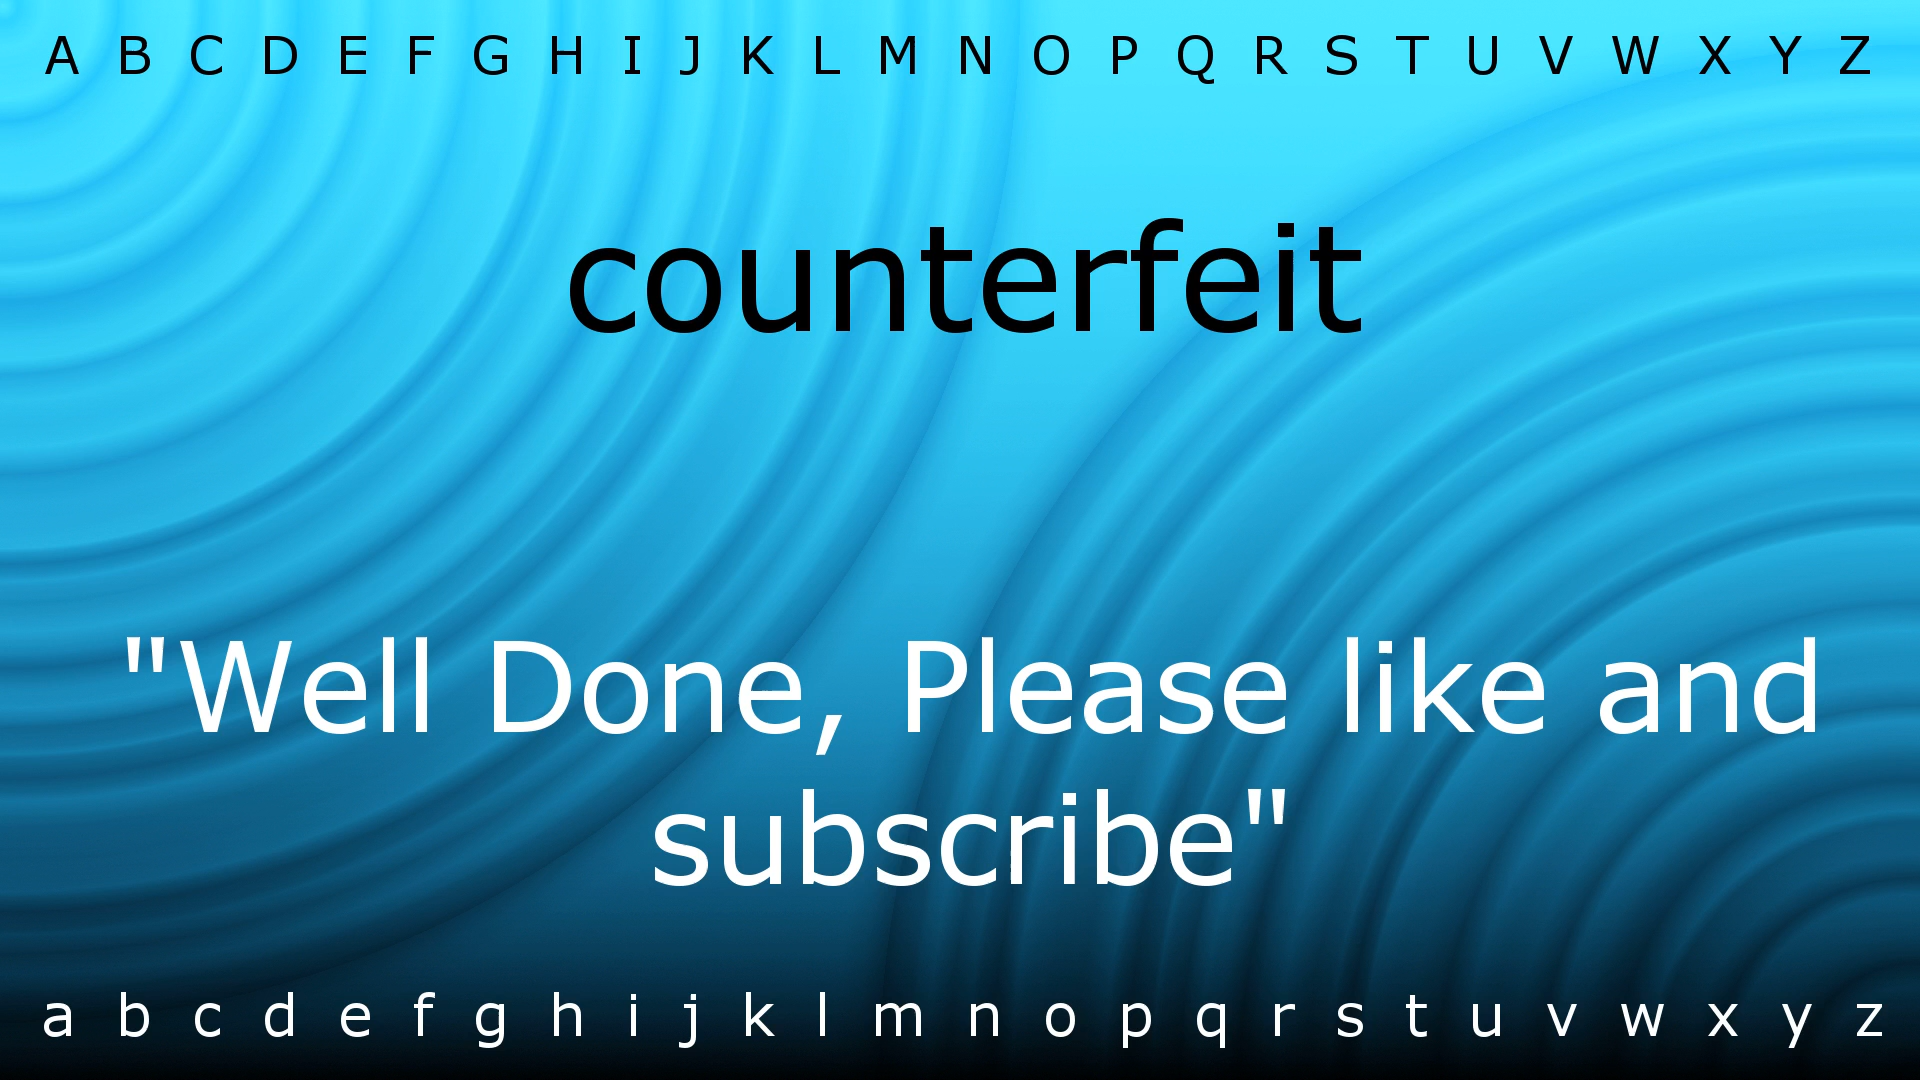 A B C D E F G H I J K L M N O P Q R S T U V W X Y Z
counterfeit
"Well Done, Please like and
subscribe"
a b c d e f g h i j k l m n o p q r s t u v w x y z